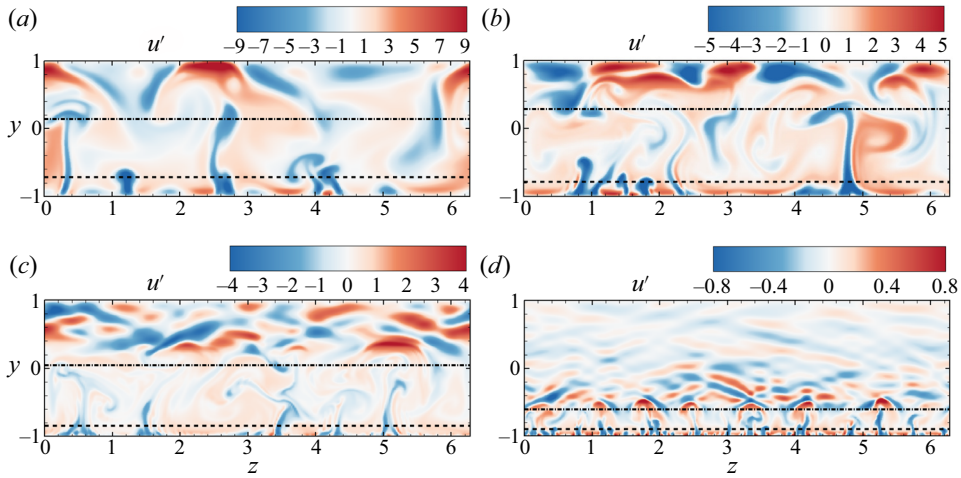 (a)
u′
−9 −7 −5 −3 −1 1 3 5 7 9
1
y 0
−1
0 1 2 3 4 5 6
(b)
u′
−5 −4 −3 −2 −1 0 1 2 3 4 5
1
0
−1
0 1 2 3 4 5 6
(c)
u′
−4 −3 −2 −1 0 1 2 3 4
1
y 0
−1
0 1 2 3 4 5 6
z
(d)
u′
−0.8 −0.4 0 0.4 0.8
1
0
−1
0 1 2 3 4 5 6
z